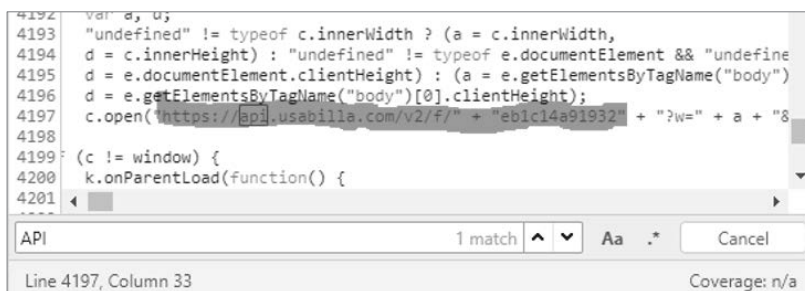 4192 var a, d;
4193 "undefined" != typeof c.innerWidth ? (a = c.innerWidth,
4194 d = c.innerHeight) : "undefined" != typeof e.documentElement && "undefine
4195 d = e.documentElement.clientHeight) : (a = e.getElementsByTagName("body")
4196 d = e.getElementsByTagName("body")[0].clientHeight);
4197 c.open("https://api.usabilla.com/v2/f/" + "eb1c14a91932" + "?w=" + a + "&
4198
4199 (c != window) {
4200 k.onParentLoad(function() {
4201
API 1 match Aa .* Cancel
Line 4197, Column 33 Coverage: n/a